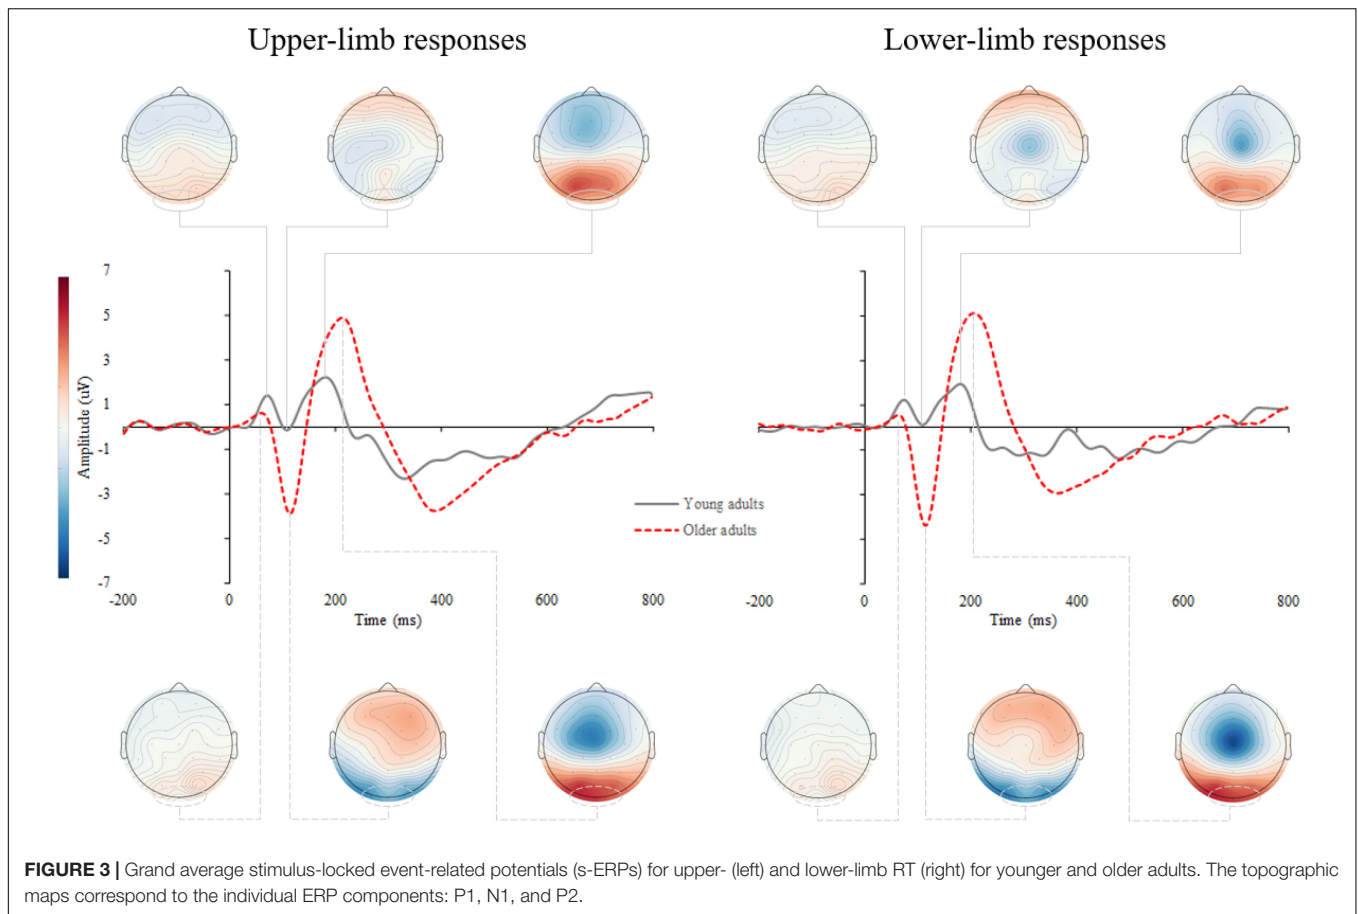 Upper-limb responses
Lower-limb responses
7
5
3
1
-1
-3
-5
-7
Amplitude (uV)
Young adults
Older adults
-200 0 200 400 600 800
Time (ms)
-200 0 200 400 600 800
Time (ms)
FIGURE 3 | Grand average stimulus-locked event-related potentials (s-ERPs) for upper- (left) and lower-limb RT (right) for younger and older adults. The topographic
maps correspond to the individual ERP components: P1, N1, and P2.